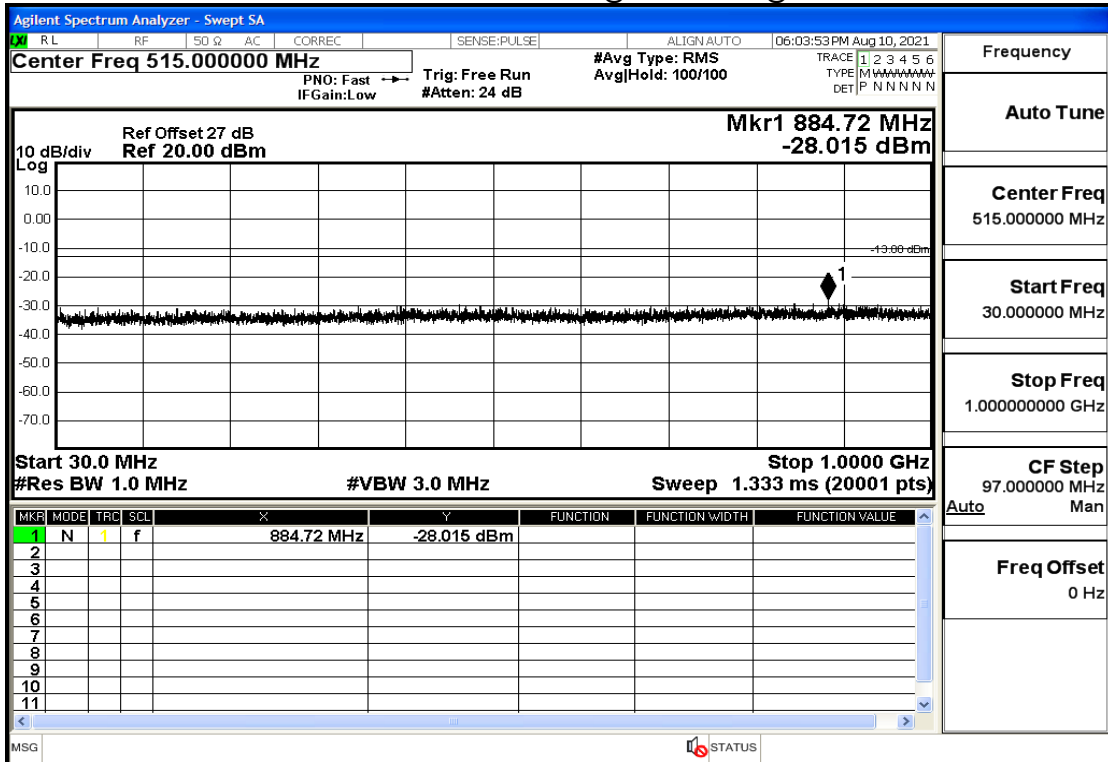 Agilent Spectrum Analyzer - Swept SA
LXI RL RF 50 Ω AC CORREC SENSE:PULSE ALIGN AUTO 06:03:53 PM Aug 10, 2021
Center Freq 515.000000 MHz
PNO: Fast
IFGain:Low
Trig: Free Run
#Atten: 24 dB
#Avg Type: RMS
Avg|Hold: 100/100
TRACE 1 2 3 4 5 6
TYPE M
DET P N N N N N
Mkr1 884.72 MHz
-28.015 dBm
Ref Offset 27 dB
10 dB/div Ref 20.00 dBm
Log
10.0
0.00
-10.0
-13.00 dBm
-20.0
1
-30.0
-40.0
-50.0
-60.0
-70.0
Start 30.0 MHz Stop 1.0000 GHz
#Res BW 1.0 MHz #VBW 3.0 MHz Sweep 1.333 ms (20001 pts)
MKR MODE TRC SCL X Y FUNCTION FUNCTION WIDTH FUNCTION VALUE
1 N 1 f 884.72 MHz -28.015 dBm
2
3
4
5
6
7
8
9
10
11
MSG STATUS
Frequency
Auto Tune
Center Freq
515.000000 MHz
Start Freq
30.000000 MHz
Stop Freq
1.000000000 GHz
CF Step
97.000000 MHz
Auto Man
Freq Offset
0 Hz